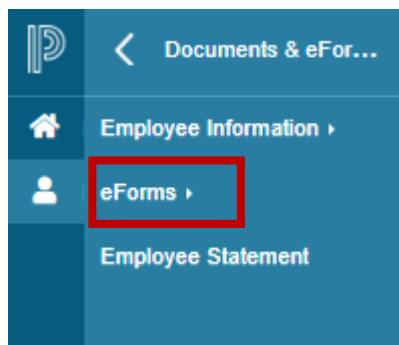 Documents & eFor...
Employee Information
eForms
Employee Statement